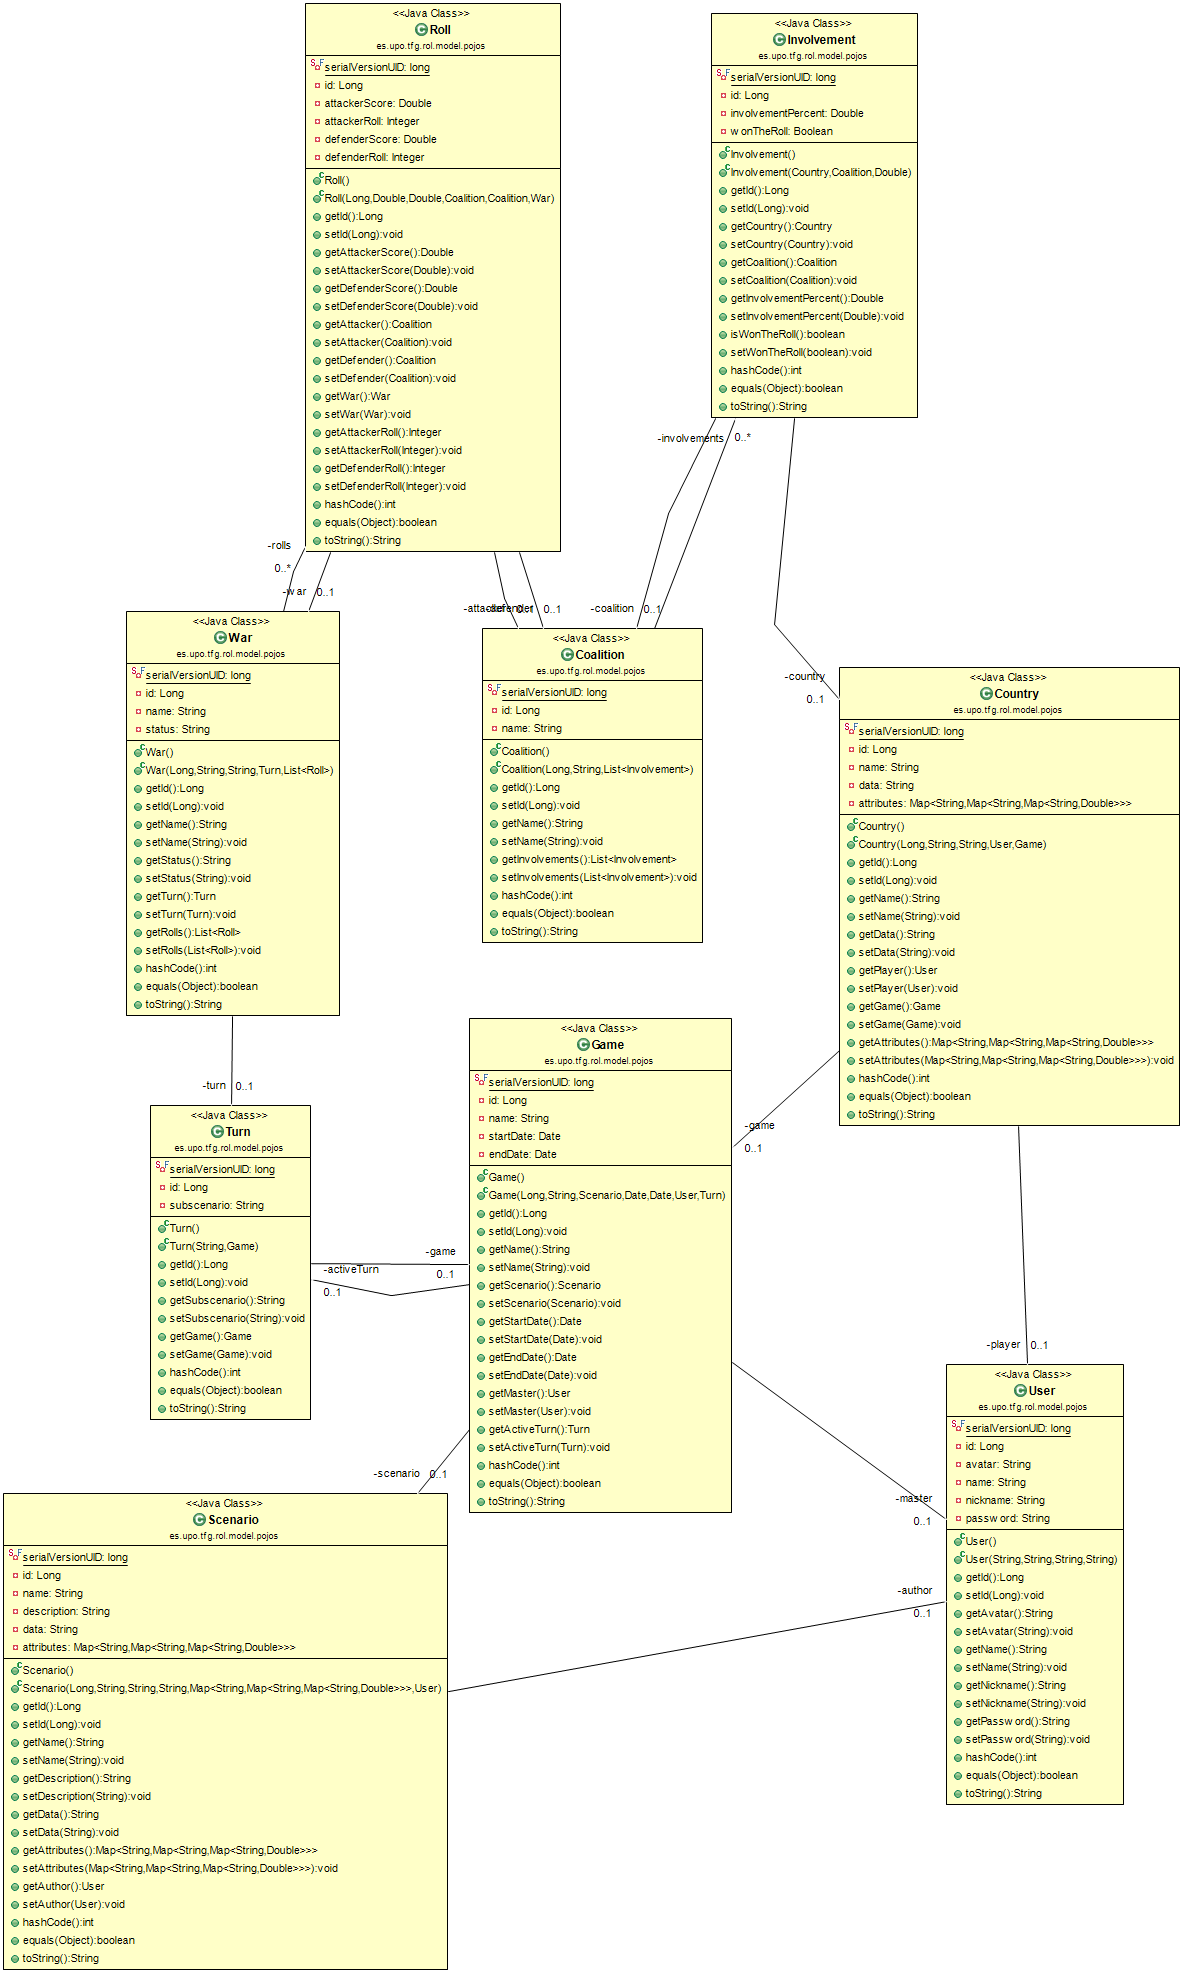 <<Java Class>>
Roll
es.upo.tfg.rol.model.pojos
serialVersionUID: long
id: Long
attackerScore: Double
attackerRoll: Integer
defenderScore: Double
defenderRoll: Integer
Roll()
Roll(Long,Double,Double,Coalition,Coalition,War)
getId():Long
setId(Long):void
getAttackerScore():Double
setAttackerScore(Double):void
getDefenderScore():Double
setDefenderScore(Double):void
getAttacker():Coalition
setAttacker(Coalition):void
getDefender():Coalition
setDefender(Coalition):void
getWar():War
setWar(War):void
getAttackerRoll():Integer
setAttackerRoll(Integer):void
getDefenderRoll():Integer
setDefenderRoll(Integer):void
hashCode():int
equals(Object):boolean
toString():String
<<Java Class>>
Involvement
es.upo.tfg.rol.model.pojos
serialVersionUID: long
id: Long
involvementPercent: Double
wonTheRoll: Boolean
Involvement()
Involvement(Country,Coalition,Double)
getId():Long
setId(Long):void
getCountry():Country
setCountry(Country):void
getCoalition():Coalition
setCoalition(Coalition):void
getInvolvementPercent():Double
setInvolvementPercent(Double):void
isWonTheRoll():boolean
setWonTheRoll(boolean):void
hashCode():int
equals(Object):boolean
toString():String
-involvements 0..*
-rolls
0..*
-war 0..1
-attacker
-defender 0..1
-coalition 0..1
-country
0..1
<<Java Class>>
War
es.upo.tfg.rol.model.pojos
serialVersionUID: long
id: Long
name: String
status: String
War()
War(Long,String,String,Turn,List<Roll>)
getId():Long
setId(Long):void
getName():String
setName(String):void
getStatus():String
setStatus(String):void
getTurn():Turn
setTurn(Turn):void
getRolls():List<Roll>
setRolls(List<Roll>):void
hashCode():int
equals(Object):boolean
toString():String
<<Java Class>>
Coalition
es.upo.tfg.rol.model.pojos
serialVersionUID: long
id: Long
name: String
Coalition()
Coalition(Long,String,List<Involvement>)
getId():Long
setId(Long):void
getName():String
setName(String):void
getInvolvements():List<Involvement>
setInvolvements(List<Involvement>):void
hashCode():int
equals(Object):boolean
toString():String
<<Java Class>>
Country
es.upo.tfg.rol.model.pojos
serialVersionUID: long
id: Long
name: String
data: String
attributes: Map<String,Map<String,Map<String,Double>>>
Country()
Country(Long,String,String,User,Game)
getId():Long
setId(Long):void
getName():String
setName(String):void
getData():String
setData(String):void
getPlayer():User
setPlayer(User):void
getGame():Game
setGame(Game):void
getAttributes():Map<String,Map<String,Map<String,Double>>>
setAttributes(Map<String,Map<String,Map<String,Double>>>):void
hashCode():int
equals(Object):boolean
toString():String
-turn 0..1
-game
0..1
<<Java Class>>
Turn
es.upo.tfg.rol.model.pojos
serialVersionUID: long
id: Long
subscenario: String
Turn()
Turn(String,Game)
getId():Long
setId(Long):void
getSubscenario():String
setSubscenario(String):void
getGame():Game
setGame(Game):void
hashCode():int
equals(Object):boolean
toString():String
-game
0..1
-activeTurn
0..1
<<Java Class>>
Game
es.upo.tfg.rol.model.pojos
serialVersionUID: long
id: Long
name: String
startDate: Date
endDate: Date
Game()
Game(Long,String,Scenario,Date,Date,User,Turn)
getId():Long
setId(Long):void
getName():String
setName(String):void
getScenario():Scenario
setScenario(Scenario):void
getStartDate():Date
setStartDate(Date):void
getEndDate():Date
setEndDate(Date):void
getMaster():User
setMaster(User):void
getActiveTurn():Turn
setActiveTurn(Turn):void
hashCode():int
equals(Object):boolean
toString():String
-player 0..1
-scenario 0..1
-master
0..1
-author
0..1
<<Java Class>>
User
es.upo.tfg.rol.model.pojos
serialVersionUID: long
id: Long
avatar: String
name: String
nickname: String
password: String
User()
User(String,String,String,String)
getId():Long
setId(Long):void
getAvatar():String
setAvatar(String):void
getName():String
setName(String):void
getNickname():String
setNickname(String):void
getPassword():String
setPassword(String):void
hashCode():int
equals(Object):boolean
toString():String
<<Java Class>>
Scenario
es.upo.tfg.rol.model.pojos
serialVersionUID: long
id: Long
name: String
description: String
data: String
attributes: Map<String,Map<String,Map<String,Double>>>
Scenario()
Scenario(Long,String,String,String,Map<String,Map<String,Map<String,Double>>>,User)
getId():Long
setId(Long):void
getName():String
setName(String):void
getDescription():String
setDescription(String):void
getData():String
setData(String):void
getAttributes():Map<String,Map<String,Map<String,Double>>>
setAttributes(Map<String,Map<String,Map<String,Double>>>):void
getAuthor():User
setAuthor(User):void
hashCode():int
equals(Object):boolean
toString():String